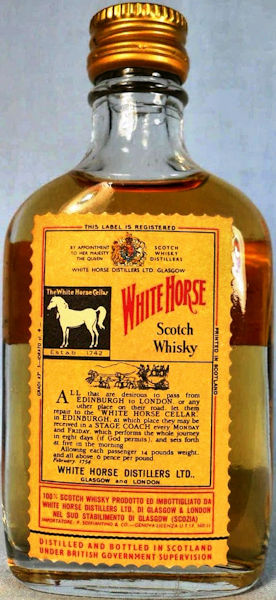 THIS LABEL IS REGISTERED
BY APPOINTMENT SCOTCH
TO HER MAJESTY WHISKY
THE QUEEN DISTILLERS
WHITE HORSE DISTILLERS LTD. GLASGOW
The White Horse Cellar
Estab. 1742
WHITE HORSE
Scotch
Whisky
PRINTED IN SCOTLAND
ALL that are desirous to pass from
EDINBURGH to LONDON, or any
other place on their road, let them
repair to the WHITE HORSE CELLAR,
in EDINBURGH, at which place they may be
received in a STAGE COACH every MONDAY
and FRIDAY, which performs the whole journey
in eight days (if God permits), and sets forth
at five in the morning.
Allowing each passenger 14 pounds weight,
and all above 6 pence per pound.
February, 1754.
WHITE HORSE DISTILLERS LTD.,
GLASGOW AND LONDON
100% SCOTCH WHISKY PRODOTTO ED IMBOTTIGLIATO DA
WHITE HORSE DISTILLERS LTD. DI GLASGOW & LONDON
NEL SUO STABILIMENTO DI GLASGOW (SCOZIA)
IMPORTATORE: P. SOFFIANTINO & CO.—GENOVA LICENZA U.T.I.F.
DISTILLED AND BOTTLED IN SCOTLAND
UNDER BRITISH GOVERNMENT SUPERVISION